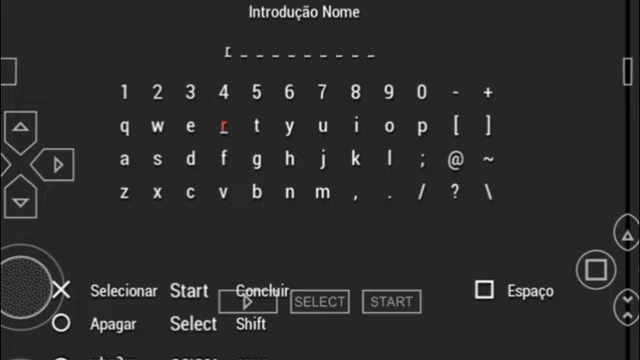 Introdução Nome
r_________
1 2 3 4 5 6 7 8 9 0 - +
q w e r t y u i o p [ ]
a s d f g h j k l ; @ ~
z x c v b n m , . / ? \
Selecionar Start Concluir Espaço
SELECT START
Apagar Select Shift